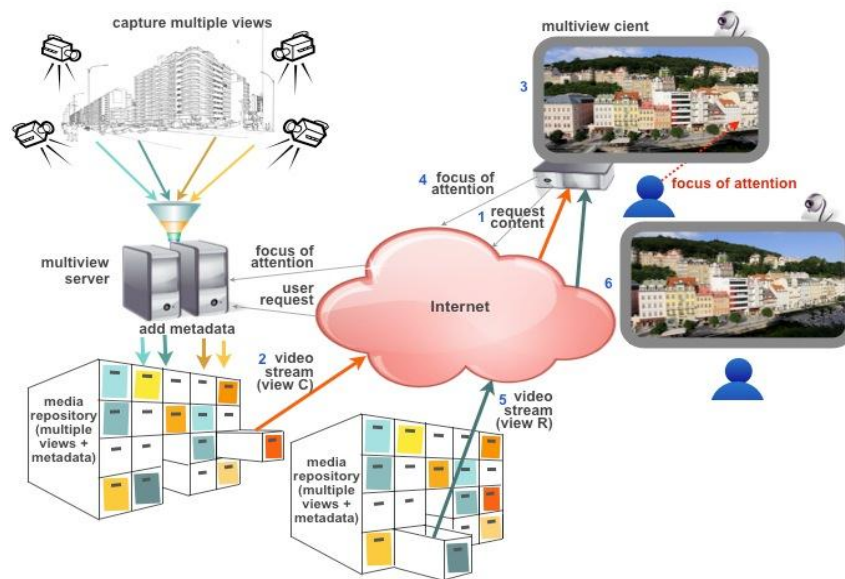 capture multiple views
multiview cient
3
4 focus of
attention
focus of attention
1 request
content
multiview
server
focus of
attention
user
request
Internet
6
add metadata
2 video
stream
(view C)
media
repository
(multiple
views +
metadata)
5 video
stream
(view R)
media
repository
(multiple
views +
metadata)